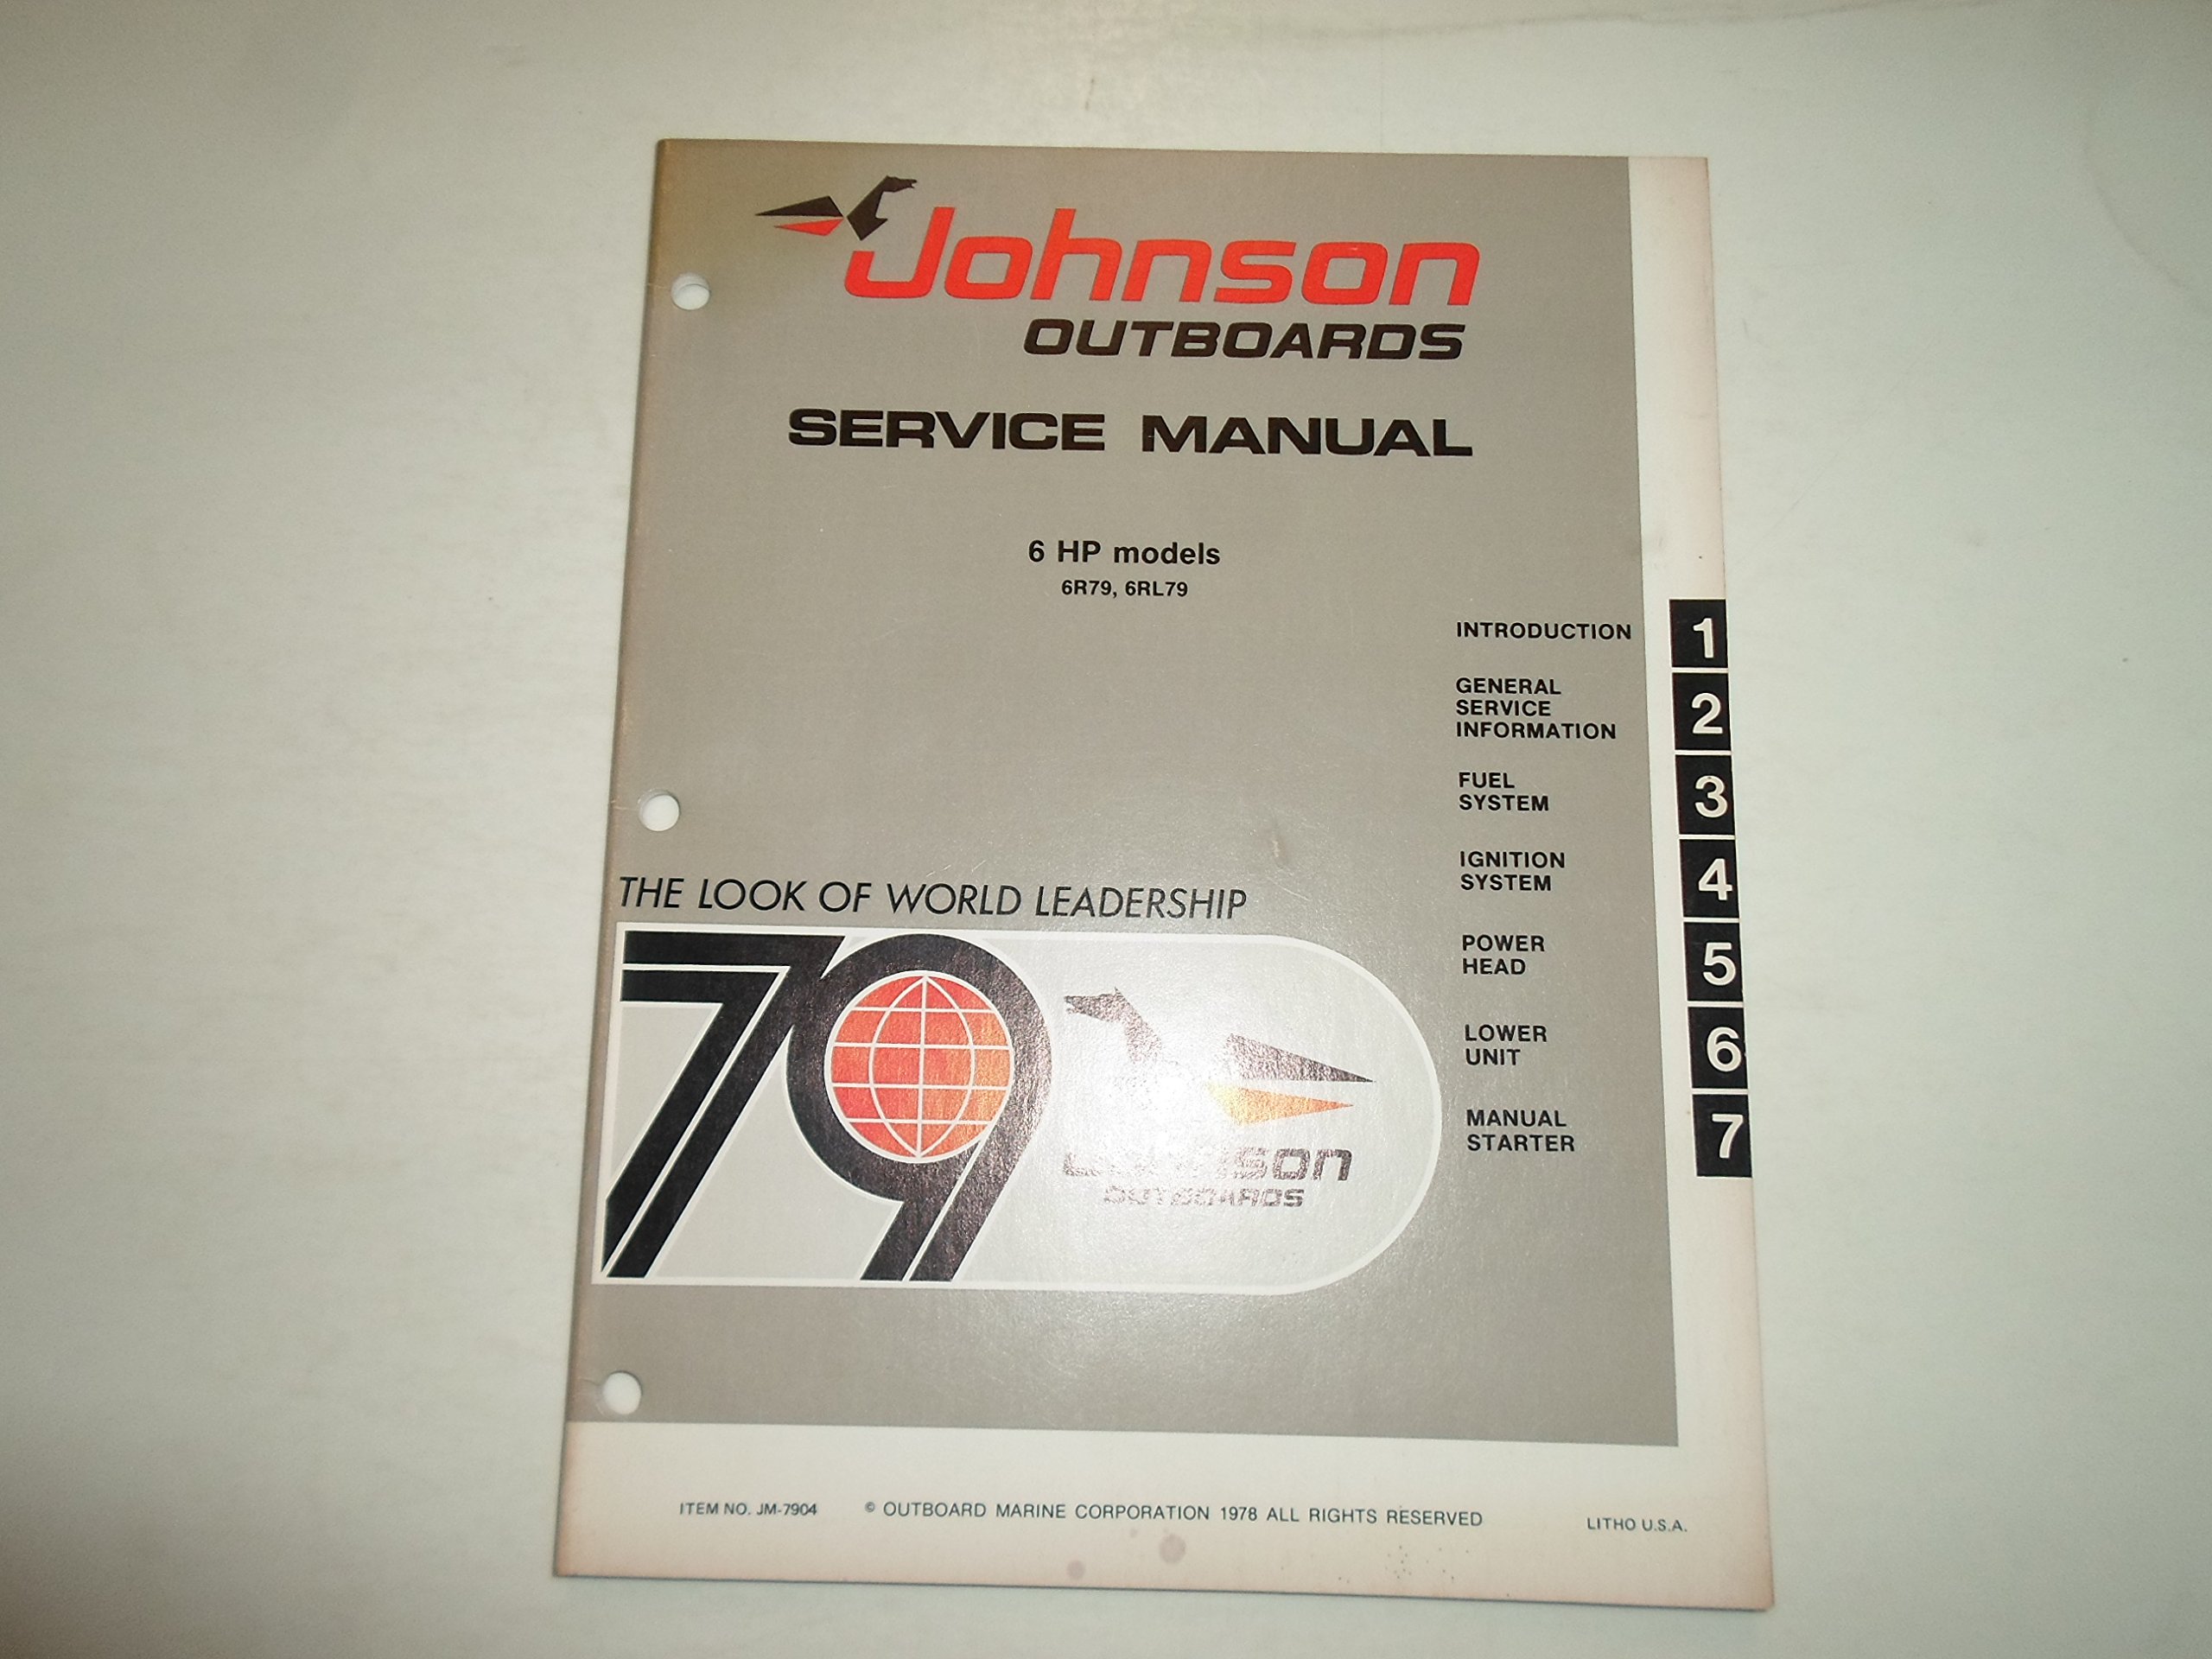 Johnson
OUTBOARDS
SERVICE MANUAL
6 HP models
6R79, 6RL79
INTRODUCTION 1
GENERAL
SERVICE
INFORMATION 2
FUEL
SYSTEM 3
IGNITION
SYSTEM 4
POWER
HEAD 5
LOWER
UNIT 6
MANUAL
STARTER 7
THE LOOK OF WORLD LEADERSHIP
79
Johnson
OUTBOARDS
ITEM NO. JM-7904 © OUTBOARD MARINE CORPORATION 1978 ALL RIGHTS RESERVED LITHO U.S.A.